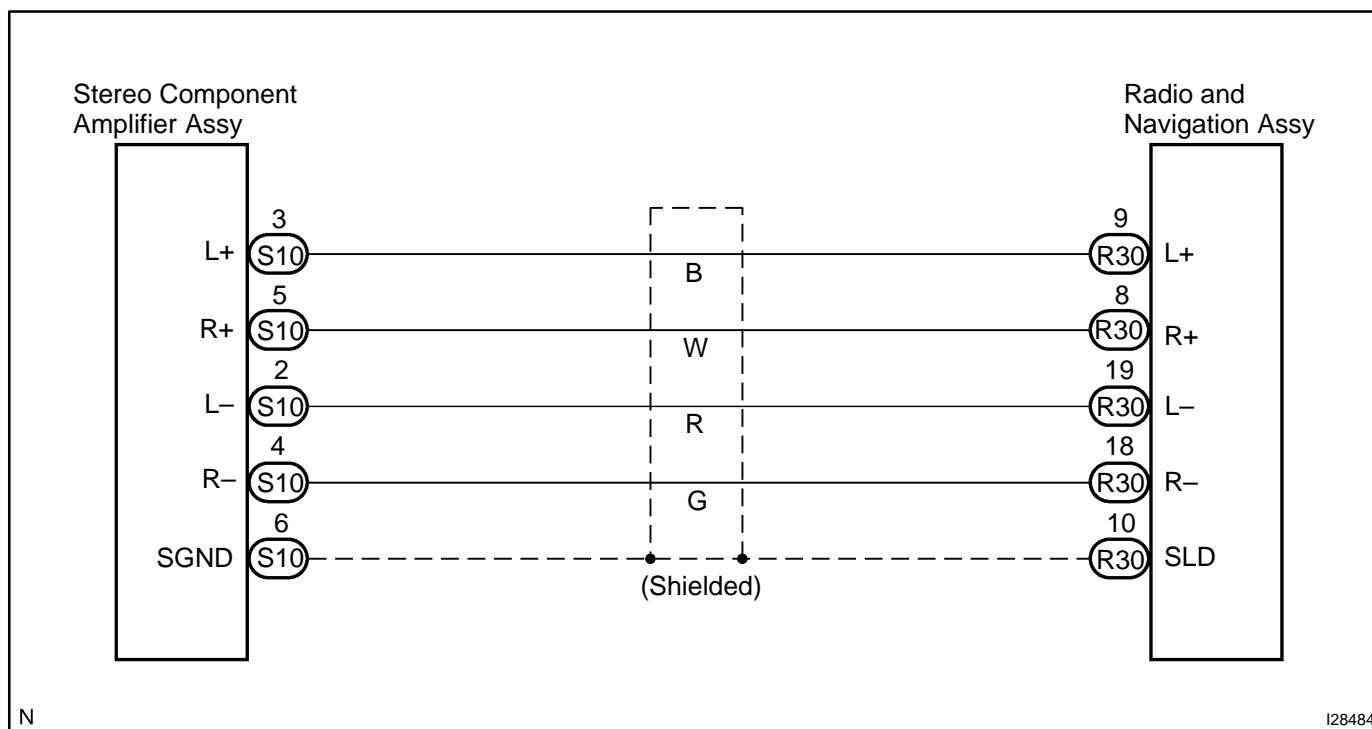 Stereo Component
Amplifier Assy
Radio and
Navigation Assy
3
9
L+ S10 B R30 L+
5
8
R+ S10 W R30 R+
2
19
L– S10 R R30 L–
4
18
R– S10 G R30 R–
6
10
SGND S10 R30 SLD
(Shielded)
N
I28484